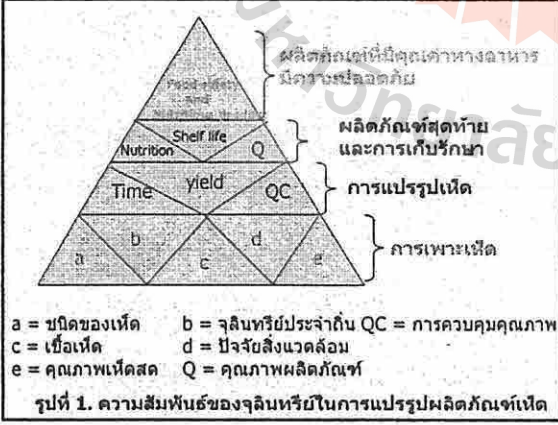 ผลิตภัณฑ์ที่มีคุณค่าทางอาหาร
มีความปลอดภัย
Food safety
and
Shelf life
Nutrition
Q
ผลิตภัณฑ์สุดท้าย
และการเก็บรักษา
Time
yield
QC
การแปรรูปเห็ด
a
b
c
d
e
การเพาะเห็ด
a = ชนิดของเห็ด b = จุลินทรีย์ประจำถิ่น QC = การควบคุมคุณภาพ
c = เชื้อเห็ด d = ปัจจัยสิ่งแวดล้อม
e = คุณภาพเห็ดสด Q = คุณภาพผลิตภัณฑ์
รูปที่ 1. ความสัมพันธ์ของจุลินทรีย์ในการแปรรูปผลิตภัณฑ์เห็ด